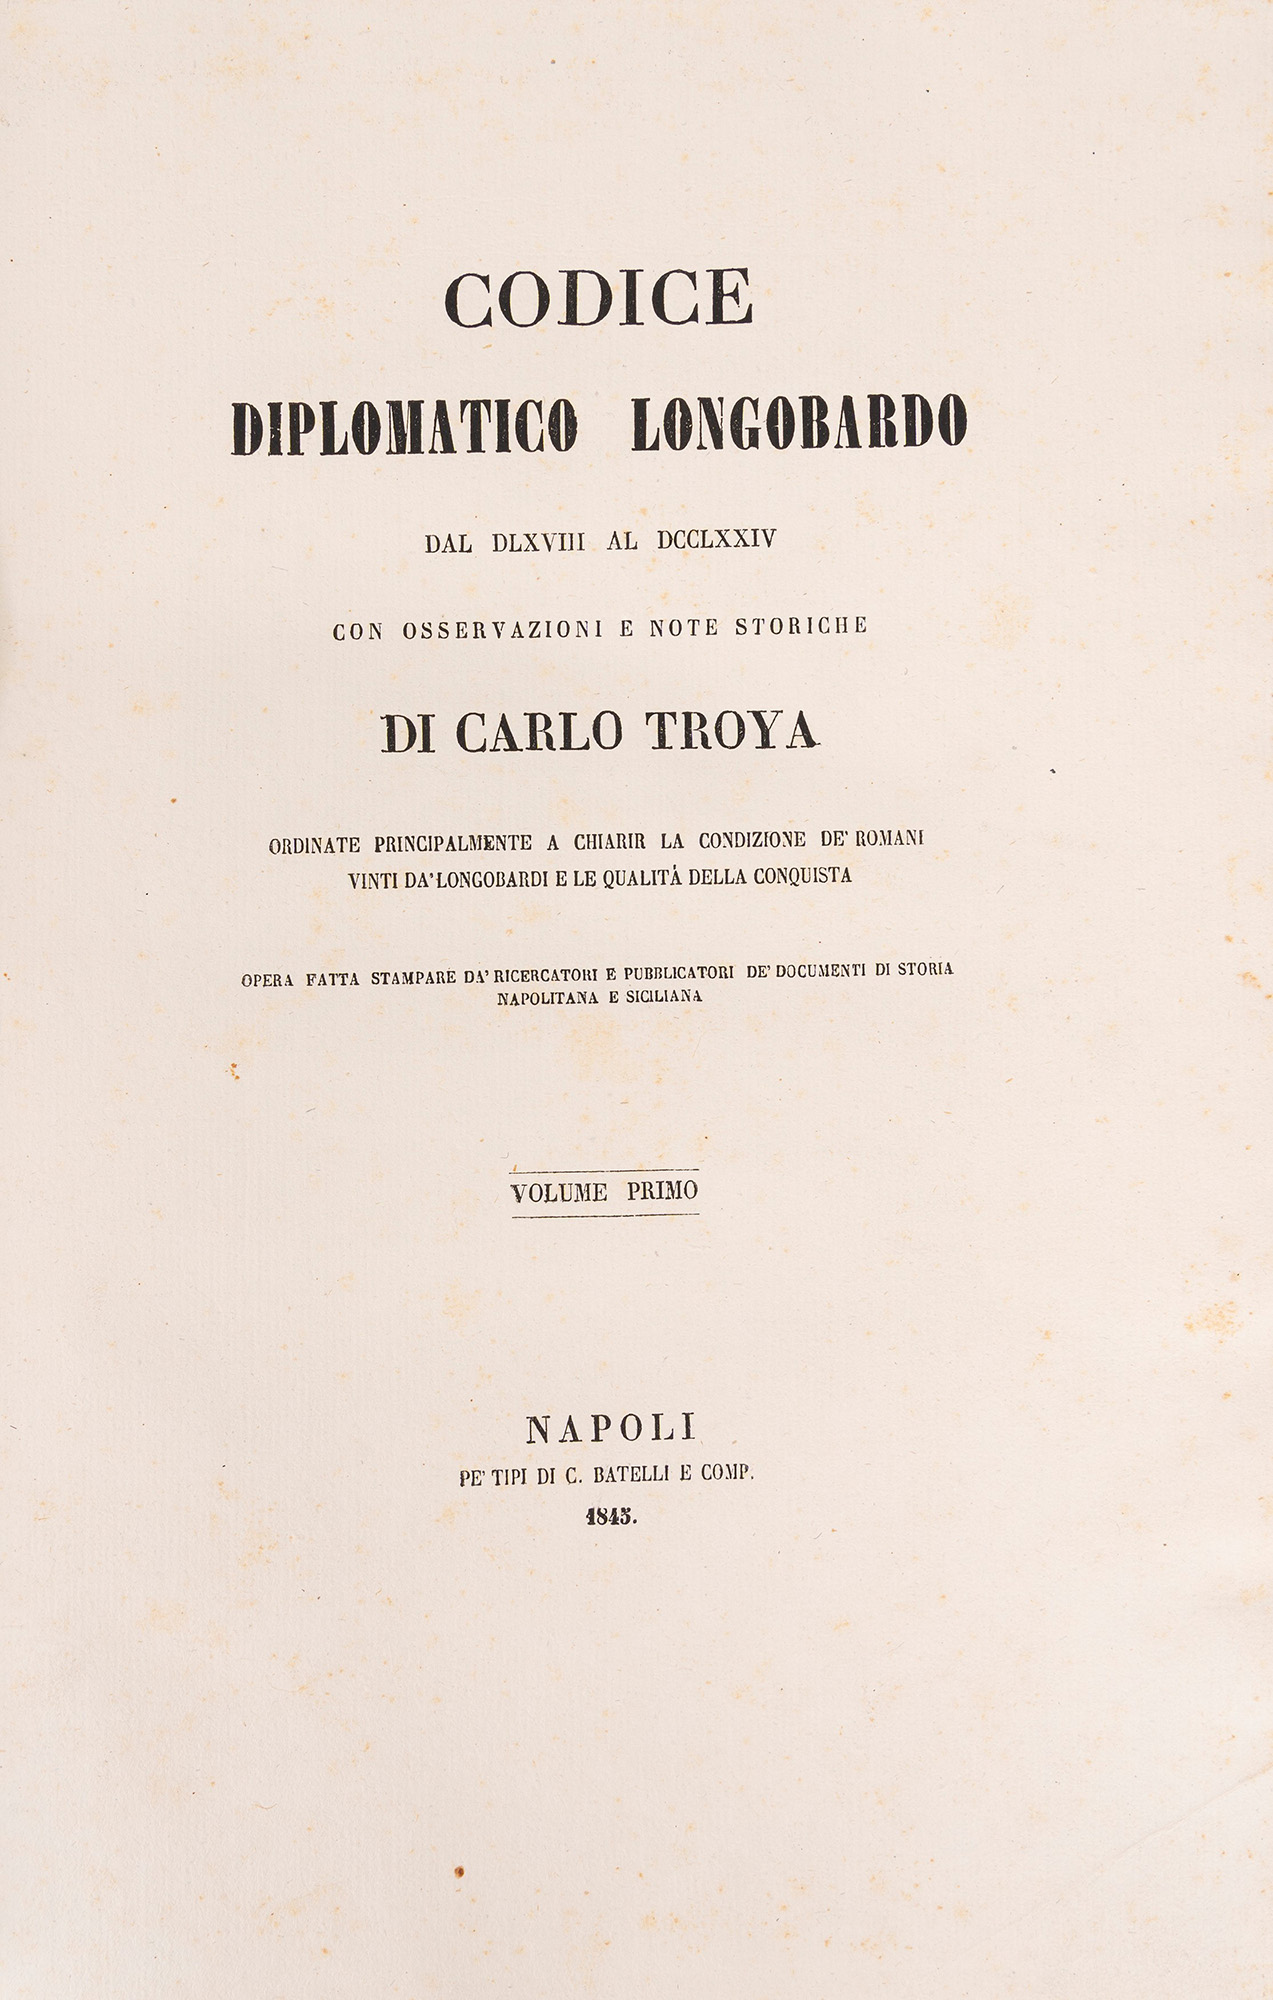 CODICE
DIPLOMATICO LONGOBARDO
DAL DLXVIII AL DCCLXXIV
CON OSSERVAZIONI E NOTE STORICHE
DI CARLO TROYA
ORDINATE PRINCIPALMENTE A CHIARIR LA CONDIZIONE DE' ROMANI
VINTI DA' LONGOBARDI E LE QUALITÁ DELLA CONQUISTA
OPERA FATTA STAMPARE DA' RICERCATORI E PUBBLICATORI DE' DOCUMENTI DI STORIA
NAPOLITANA E SICILIANA
VOLUME PRIMO
NAPOLI
PE' TIPI DI C. BATELLI E COMP.
1845.